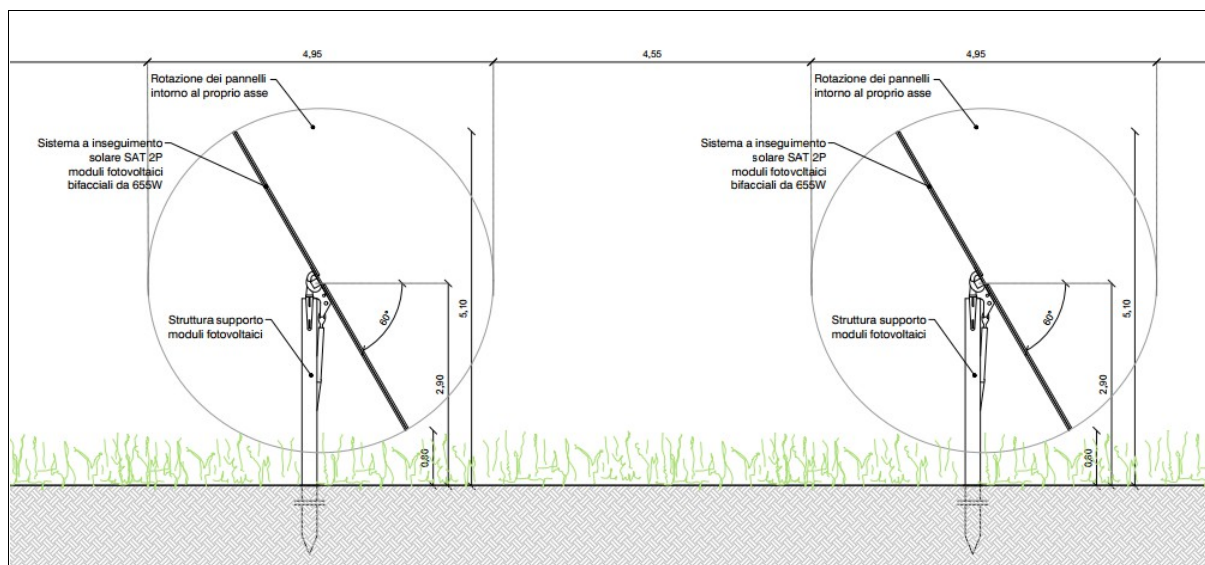 4,95
4,55
4,95
Rotazione dei pannelli
intorno al proprio asse
Rotazione dei pannelli
intorno al proprio asse
Sistema a inseguimento
solare SAT 2P
moduli fotovoltaici
bifacciali da 655W
Sistema a inseguimento
solare SAT 2P
moduli fotovoltaici
bifacciali da 655W
5,10
5,10
60°
60°
Struttura supporto
moduli fotovoltaici
Struttura supporto
moduli fotovoltaici
2,90
2,90
0,80
0,80